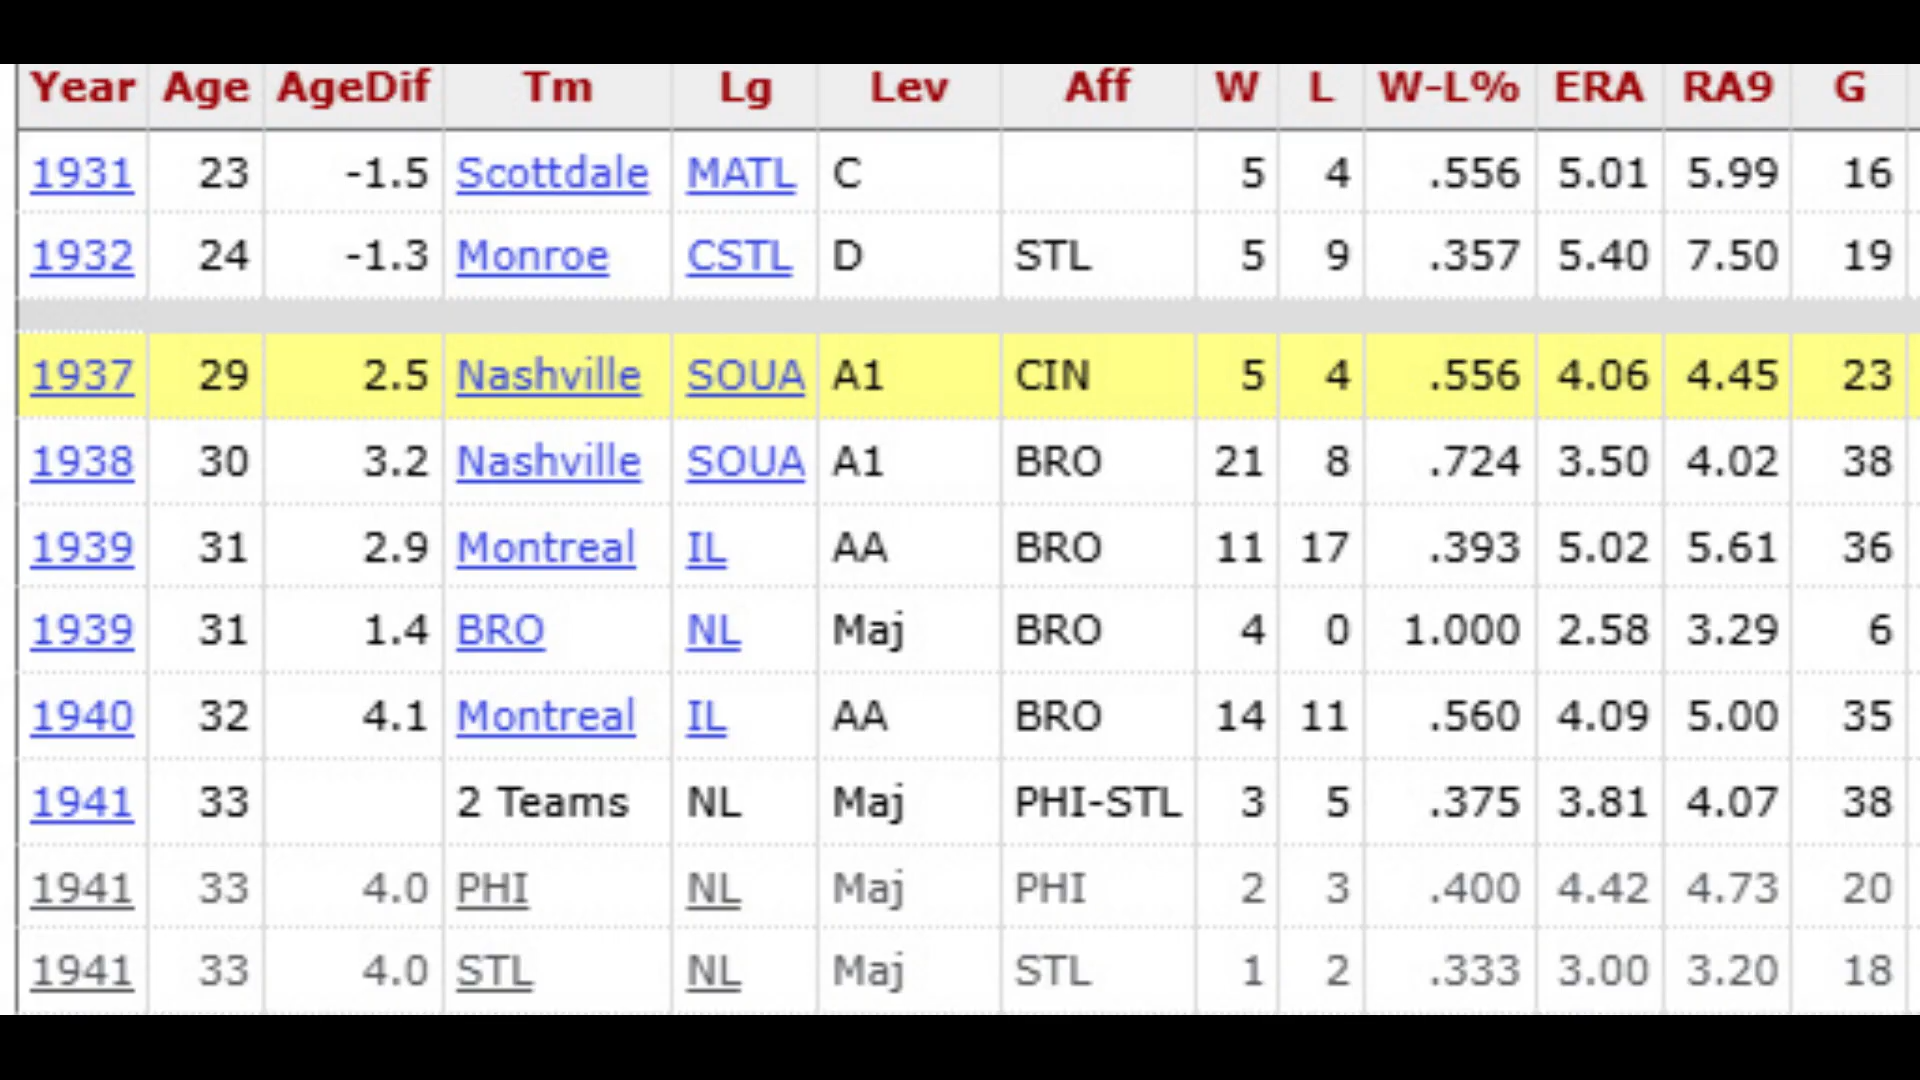 Year Age AgeDif Tm Lg Lev Aff W L W-L% ERA RA9 G
1931 23 -1.5 Scottdale MATL C 5 4 .556 5.01 5.99 16
1932 24 -1.3 Monroe CSTL D STL 5 9 .357 5.40 7.50 19
1937 29 2.5 Nashville SOUA A1 CIN 5 4 .556 4.06 4.45 23
1938 30 3.2 Nashville SOUA A1 BRO 21 8 .724 3.50 4.02 38
1939 31 2.9 Montreal IL AA BRO 11 17 .393 5.02 5.61 36
1939 31 1.4 BRO NL Maj BRO 4 0 1.000 2.58 3.29 6
1940 32 4.1 Montreal IL AA BRO 14 11 .560 4.09 5.00 35
1941 33 2 Teams NL Maj PHI-STL 3 5 .375 3.81 4.07 38
1941 33 4.0 PHI NL Maj PHI 2 3 .400 4.42 4.73 20
1941 33 4.0 STL NL Maj STL 1 2 .333 3.00 3.20 18